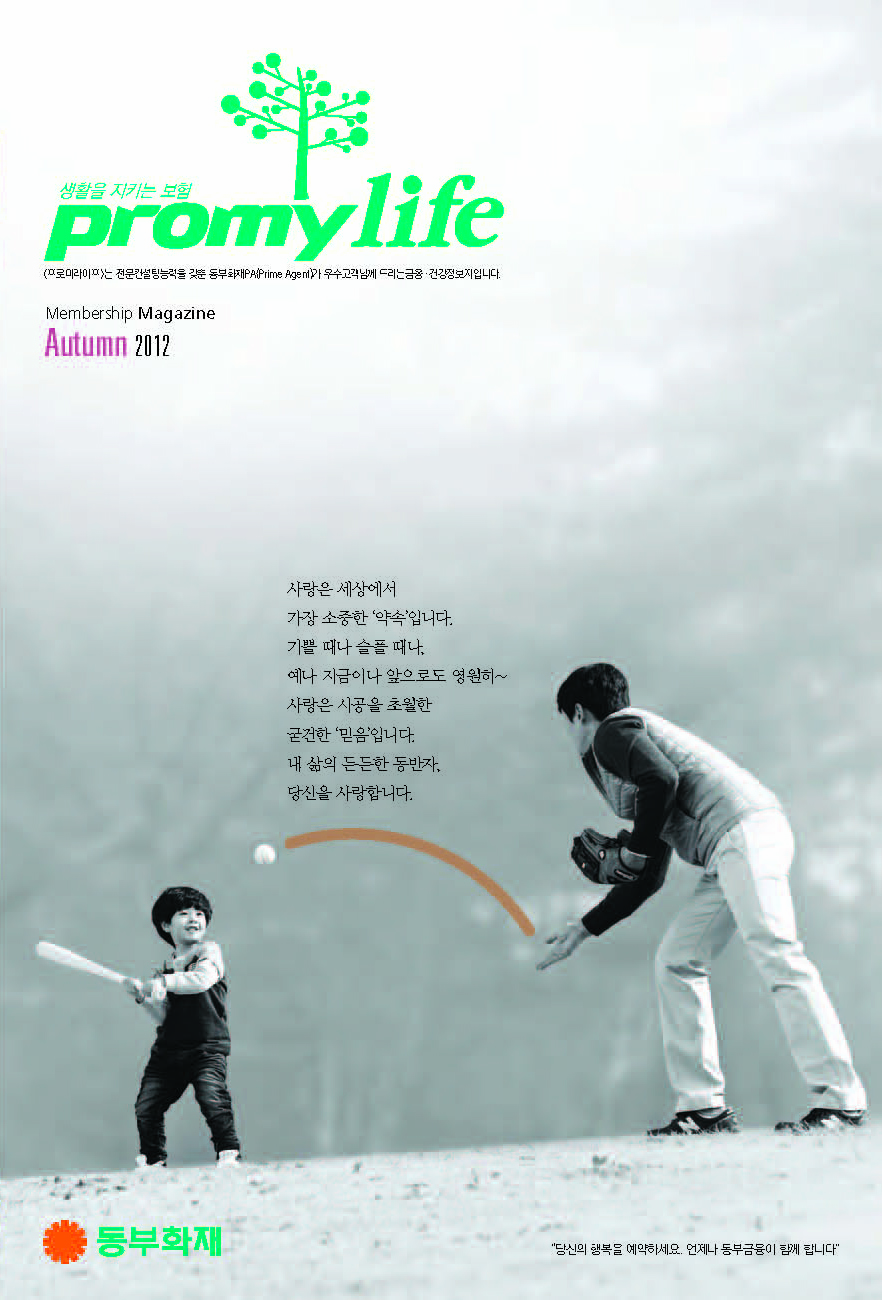 생활을 지키는 보험
promylife
<프로미라이프>는 전문컨설팅능력을 갖춘 동부화재PA(Prime Agent)가 우수고객님께 드리는금융·건강정보지입니다.
Membership Magazine
Autumn 2012
사랑은 세상에서
가장 소중한 ‘약속’입니다.
기쁠 때나 슬플 때나,
예나 지금이나 앞으로도 영원히~
사랑은 시공을 초월한
굳건한 ‘믿음’입니다.
내 삶의 든든한 동반자,
당신을 사랑합니다.
동부화재
"당신의 행복을 예약하세요. 언제나 동부금융이 함께 합니다"